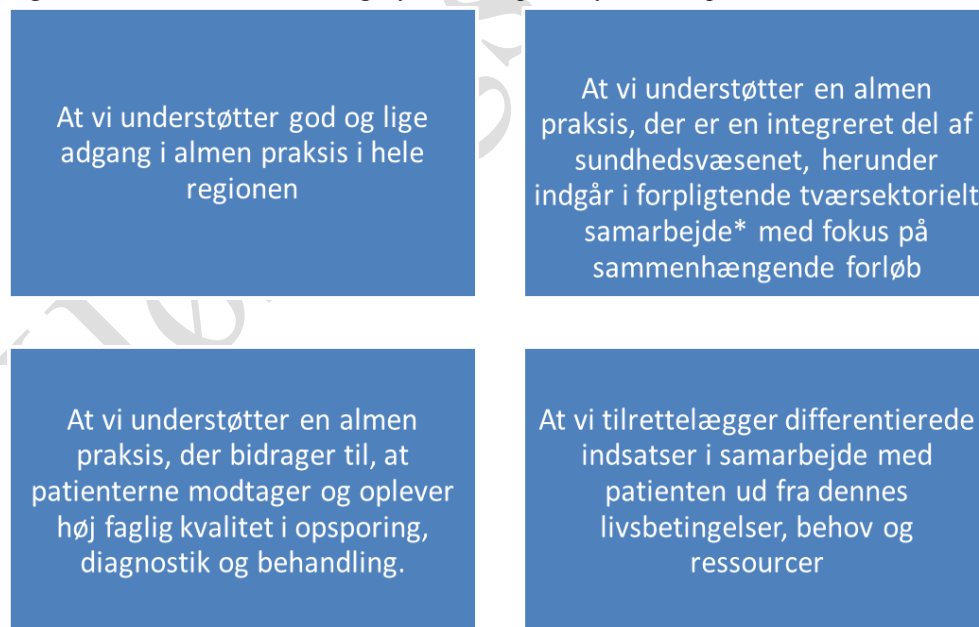 At vi understøtter god og lige
adgang i almen praksis i hele
regionen
At vi understøtter en almen
praksis, der er en integreret del af
sundhedsvæsenet, herunder
indgår i forpligtende tværsektorielt
samarbejde* med fokus på
sammenhængende forløb
At vi understøtter en almen
praksis, der bidrager til, at
patienterne modtager og oplever
høj faglig kvalitet i opsporing,
diagnostik og behandling.
At vi tilrettelægger differentierede
indsatser i samarbejde med
patienten ud fra dennes
livsbetingelser, behov og
ressourcer